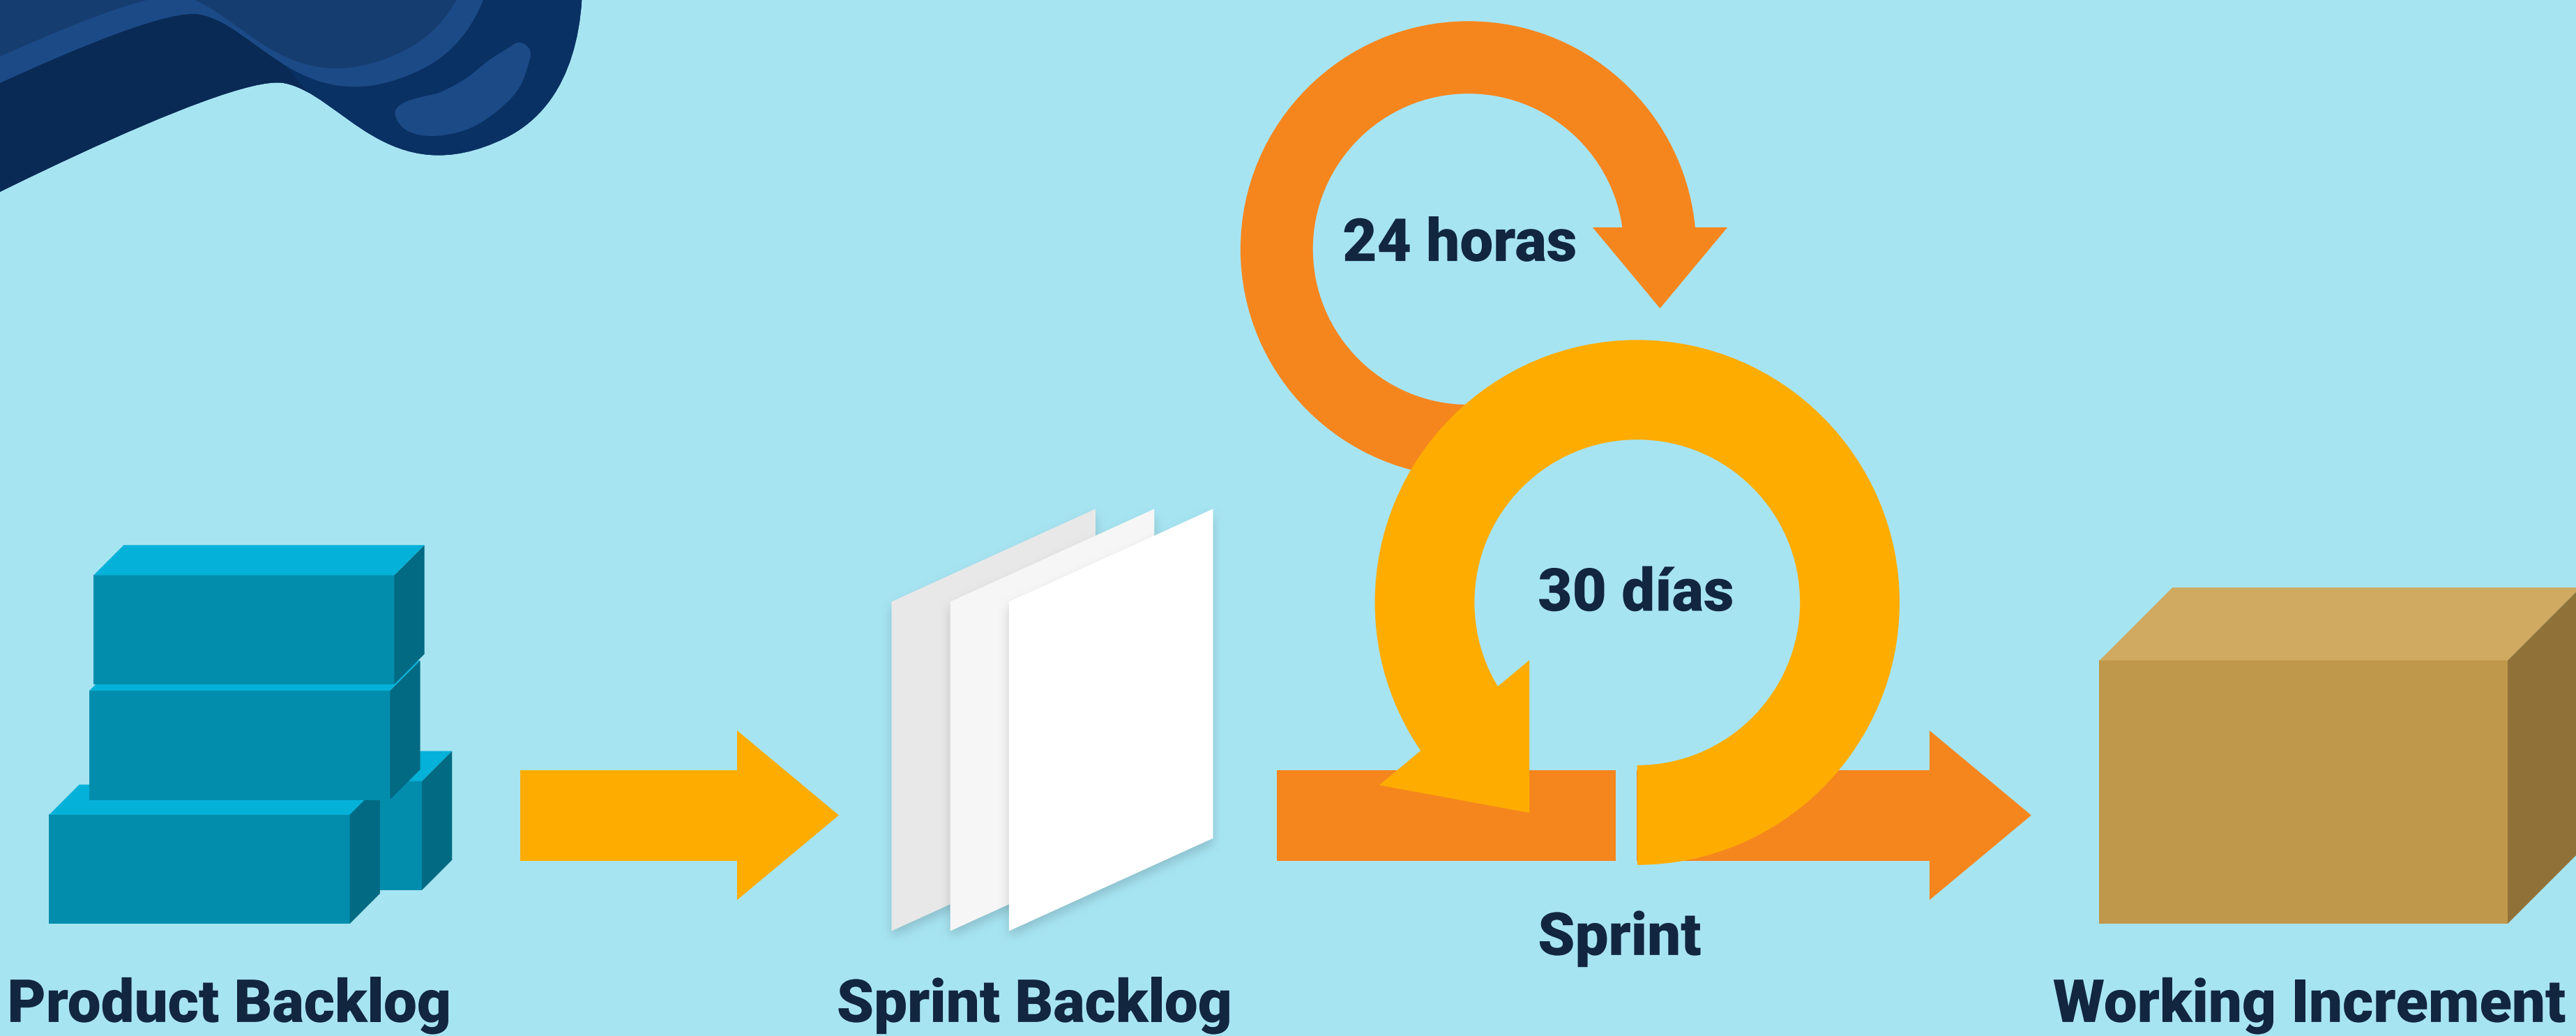 24 horas
30 días
Sprint
Product Backlog
Sprint Backlog
Working Increment